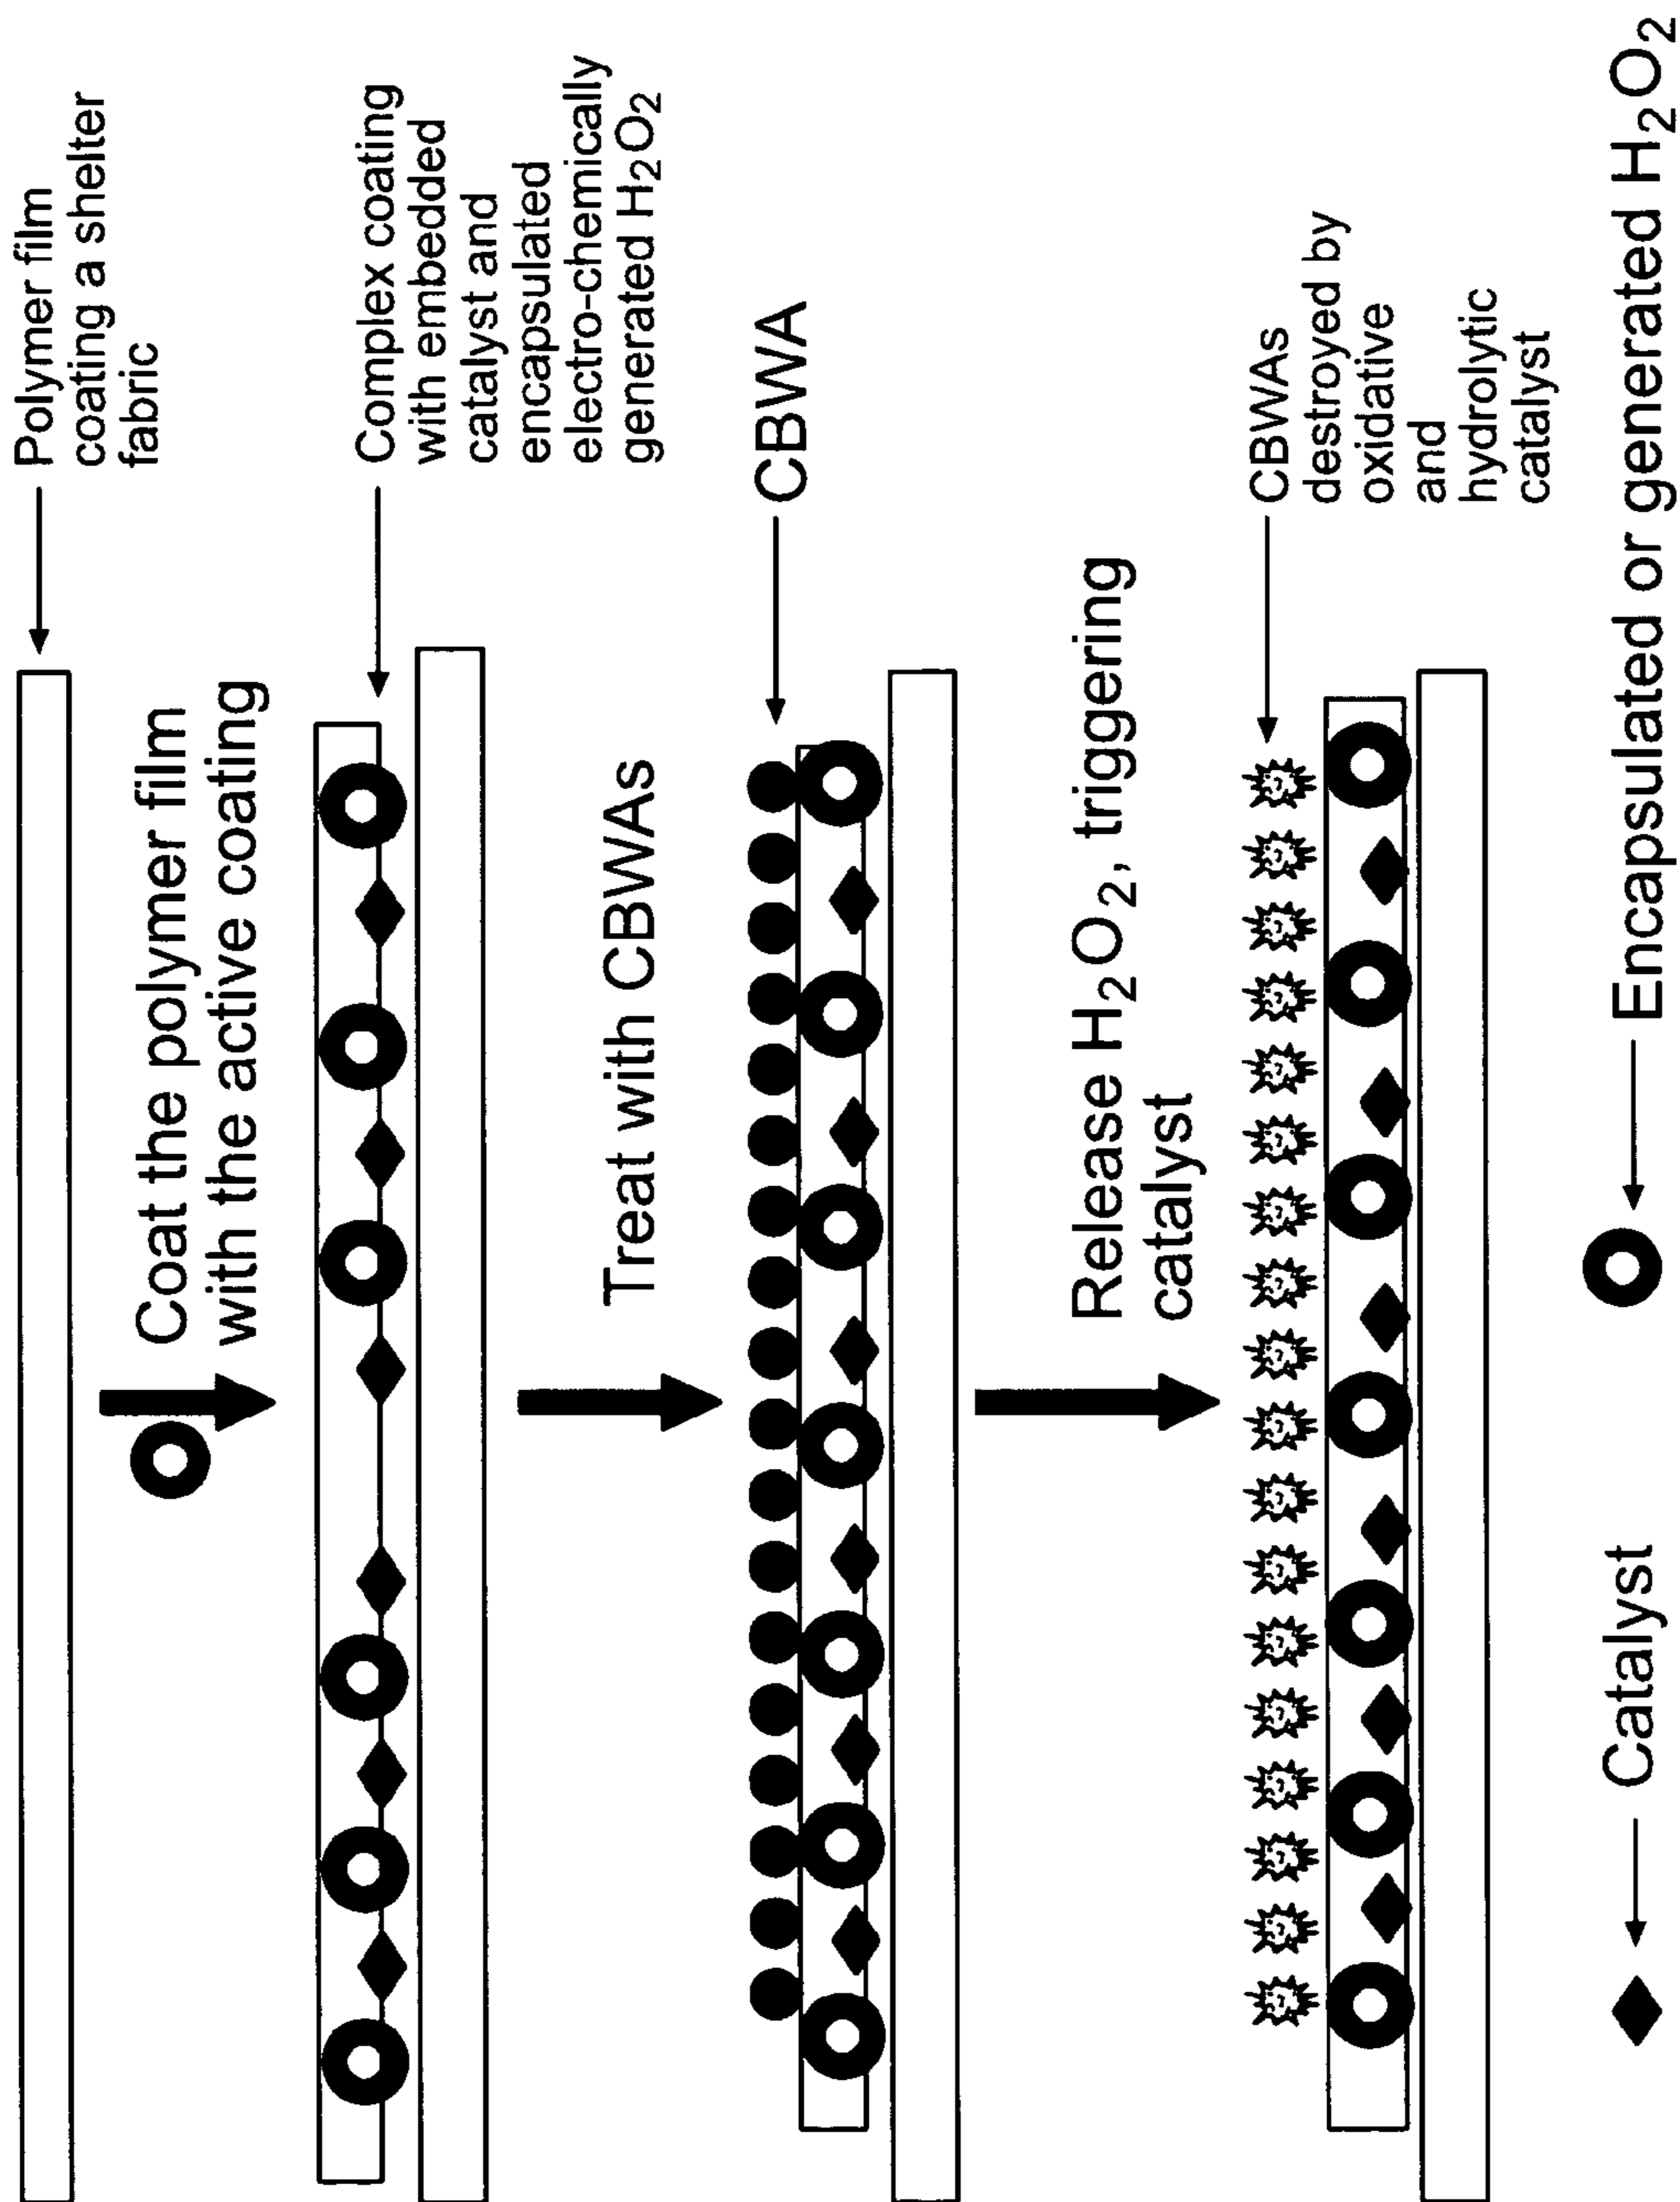 Polymer film
coating a shelter
fabric
Coat the polymer film
with the active coating
Complex coating
with embedded
catalyst and
encapsulated
electro-chemically
generated H₂O₂
Treat with CBWAs
CBWA
Release H₂O₂, triggering
catalyst
CBWAs
destroyed by
oxidative
and
hydrolytic
catalyst
Catalyst
Encapsulated or generated H₂O₂